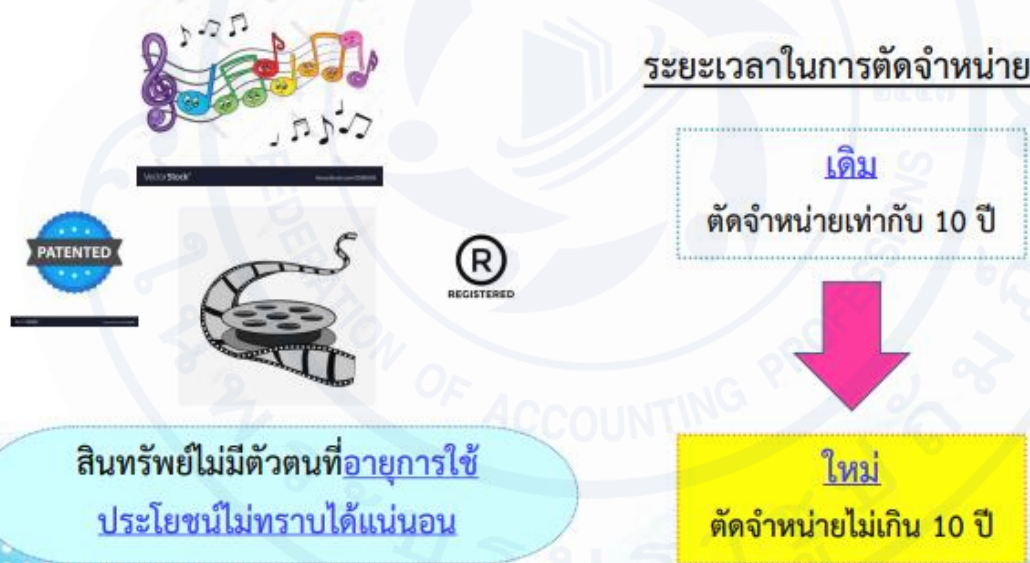 ระยะเวลาในการตัดจำหน่าย
VectorStock®
PATENTED
R
REGISTERED
เดิม
ตัดจำหน่ายเท่ากับ 10 ปี
FEDERATION OF ACCOUNTING PROFESSIONS
สินทรัพย์ไม่มีตัวตนที่อายุการใช้
ประโยชน์ไม่ทราบได้แน่นอน
ใหม่
ตัดจำหน่ายไม่เกิน 10 ปี